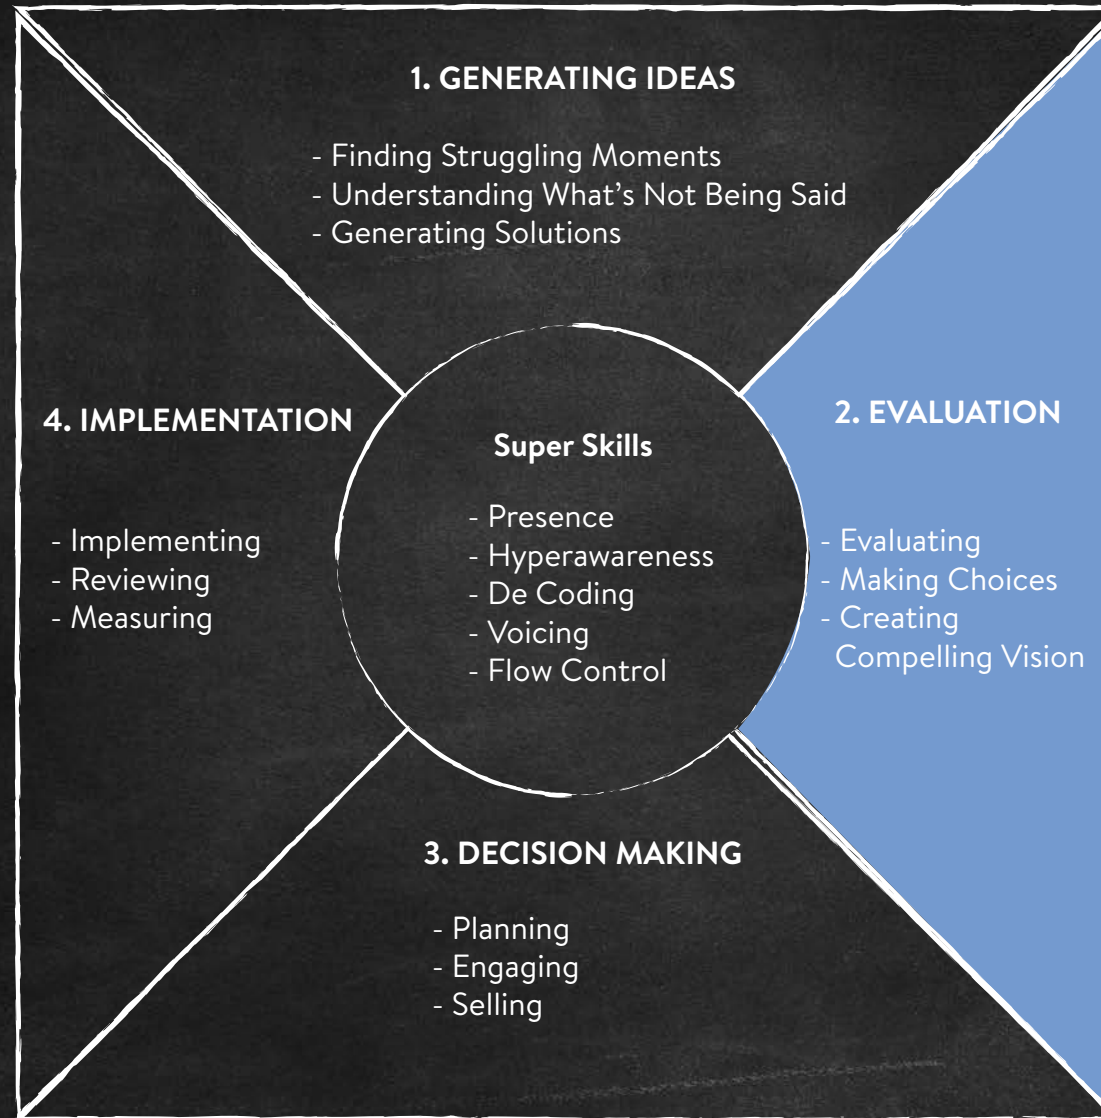 1. GENERATING IDEAS
- Finding Struggling Moments
- Understanding What’s Not Being Said
- Generating Solutions
2. EVALUATION
- Evaluating
- Making Choices
- Creating
Compelling Vision
3. DECISION MAKING
- Planning
- Engaging
- Selling
4. IMPLEMENTATION
- Implementing
- Reviewing
- Measuring
Super Skills
- Presence
- Hyperawareness
- De Coding
- Voicing
- Flow Control